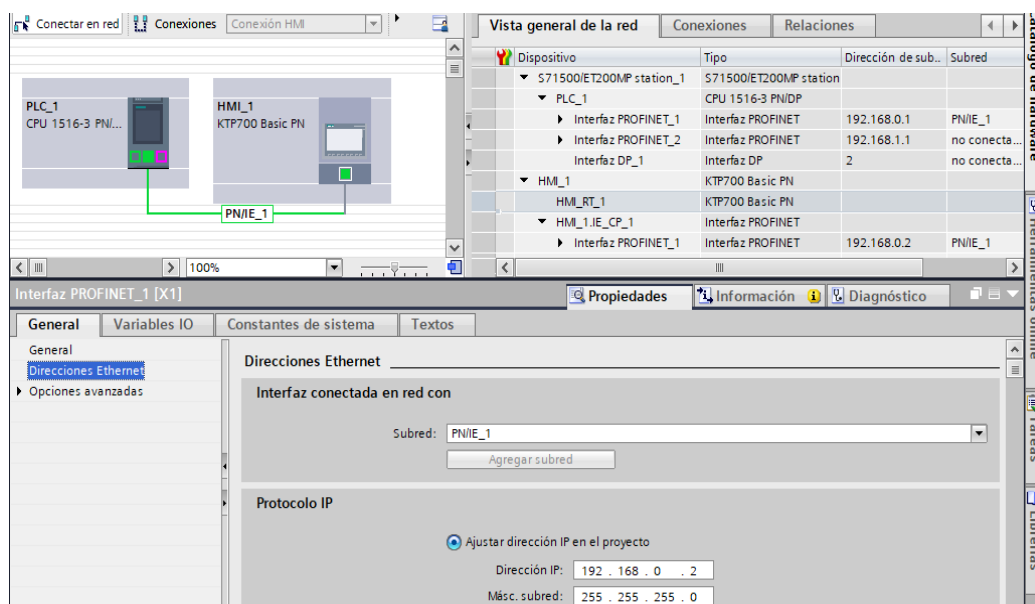 Conectar en red Conexiones Conexión HMI
PLC_1
CPU 1516-3 PN/...
HMI_1
KTP700 Basic PN
PN/IE_1
100%
Vista general de la red Conexiones Relaciones
Dispositivo Tipo Dirección de sub.. Subred
S71500/ET200MP station_1 S71500/ET200MP station
PLC_1 CPU 1516-3 PN/DP
Interfaz PROFINET_1 Interfaz PROFINET 192.168.0.1 PN/IE_1
Interfaz PROFINET_2 Interfaz PROFINET 192.168.1.1 no conecta...
Interfaz DP_1 Interfaz DP 2 no conecta...
HMI_1 KTP700 Basic PN
HMI_RT_1 KTP700 Basic PN
HMI_1.IE_CP_1 Interfaz PROFINET
Interfaz PROFINET_1 Interfaz PROFINET 192.168.0.2 PN/IE_1
Interfaz PROFINET_1 [X1]
Propiedades Información Diagnóstico
General Variables IO Constantes de sistema Textos
General
Direcciones Ethernet
Opciones avanzadas
Direcciones Ethernet
Interfaz conectada en red con
Subred: PN/IE_1
Agregar subred
Protocolo IP
Ajustar dirección IP en el proyecto
Dirección IP: 192 . 168 . 0 . 2
Másc. subred: 255 . 255 . 255 . 0